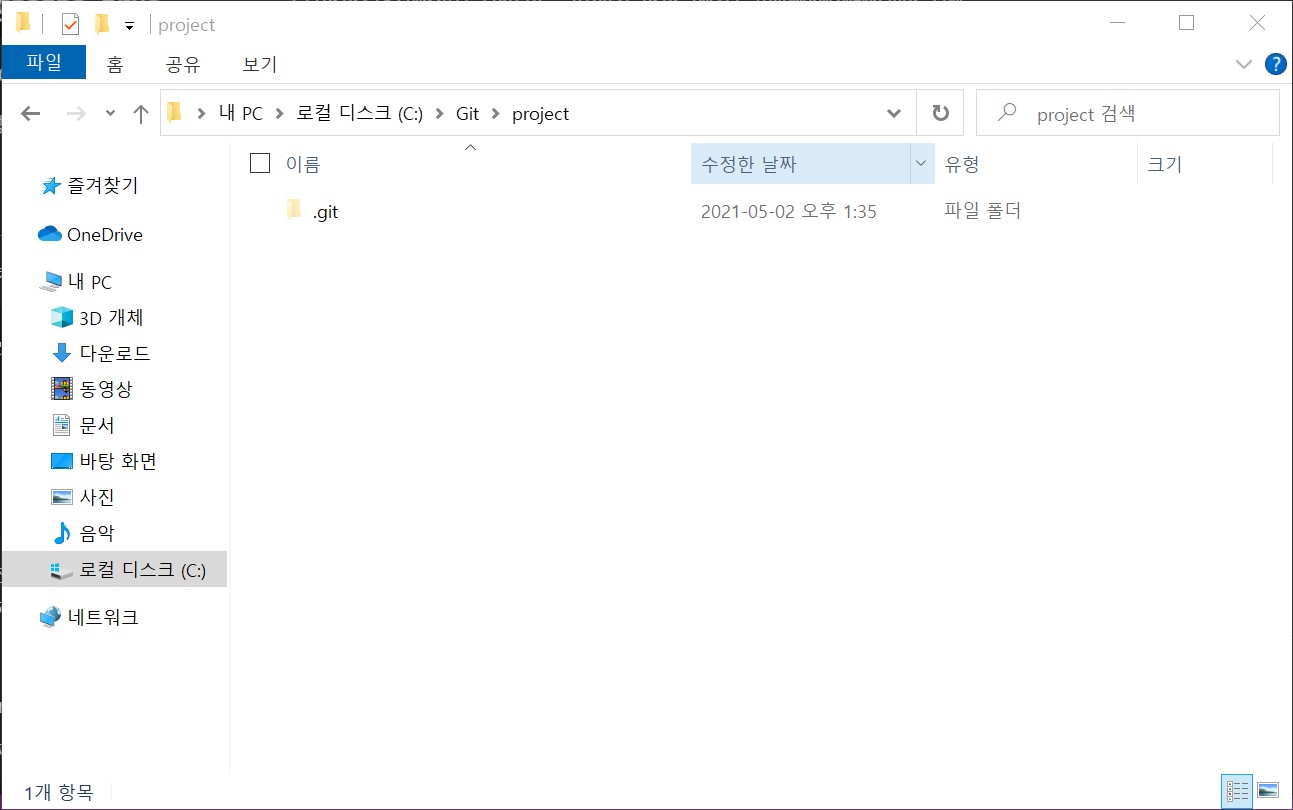 project
파일 홈 공유 보기
내 PC 로컬 디스크 (C:) Git project
project 검색
이름 수정한 날짜 유형 크기
.git 2021-05-02 오후 1:35 파일 폴더
즐겨찾기
OneDrive
내 PC
3D 개체
다운로드
동영상
문서
바탕 화면
사진
음악
로컬 디스크 (C:)
네트워크
1개 항목